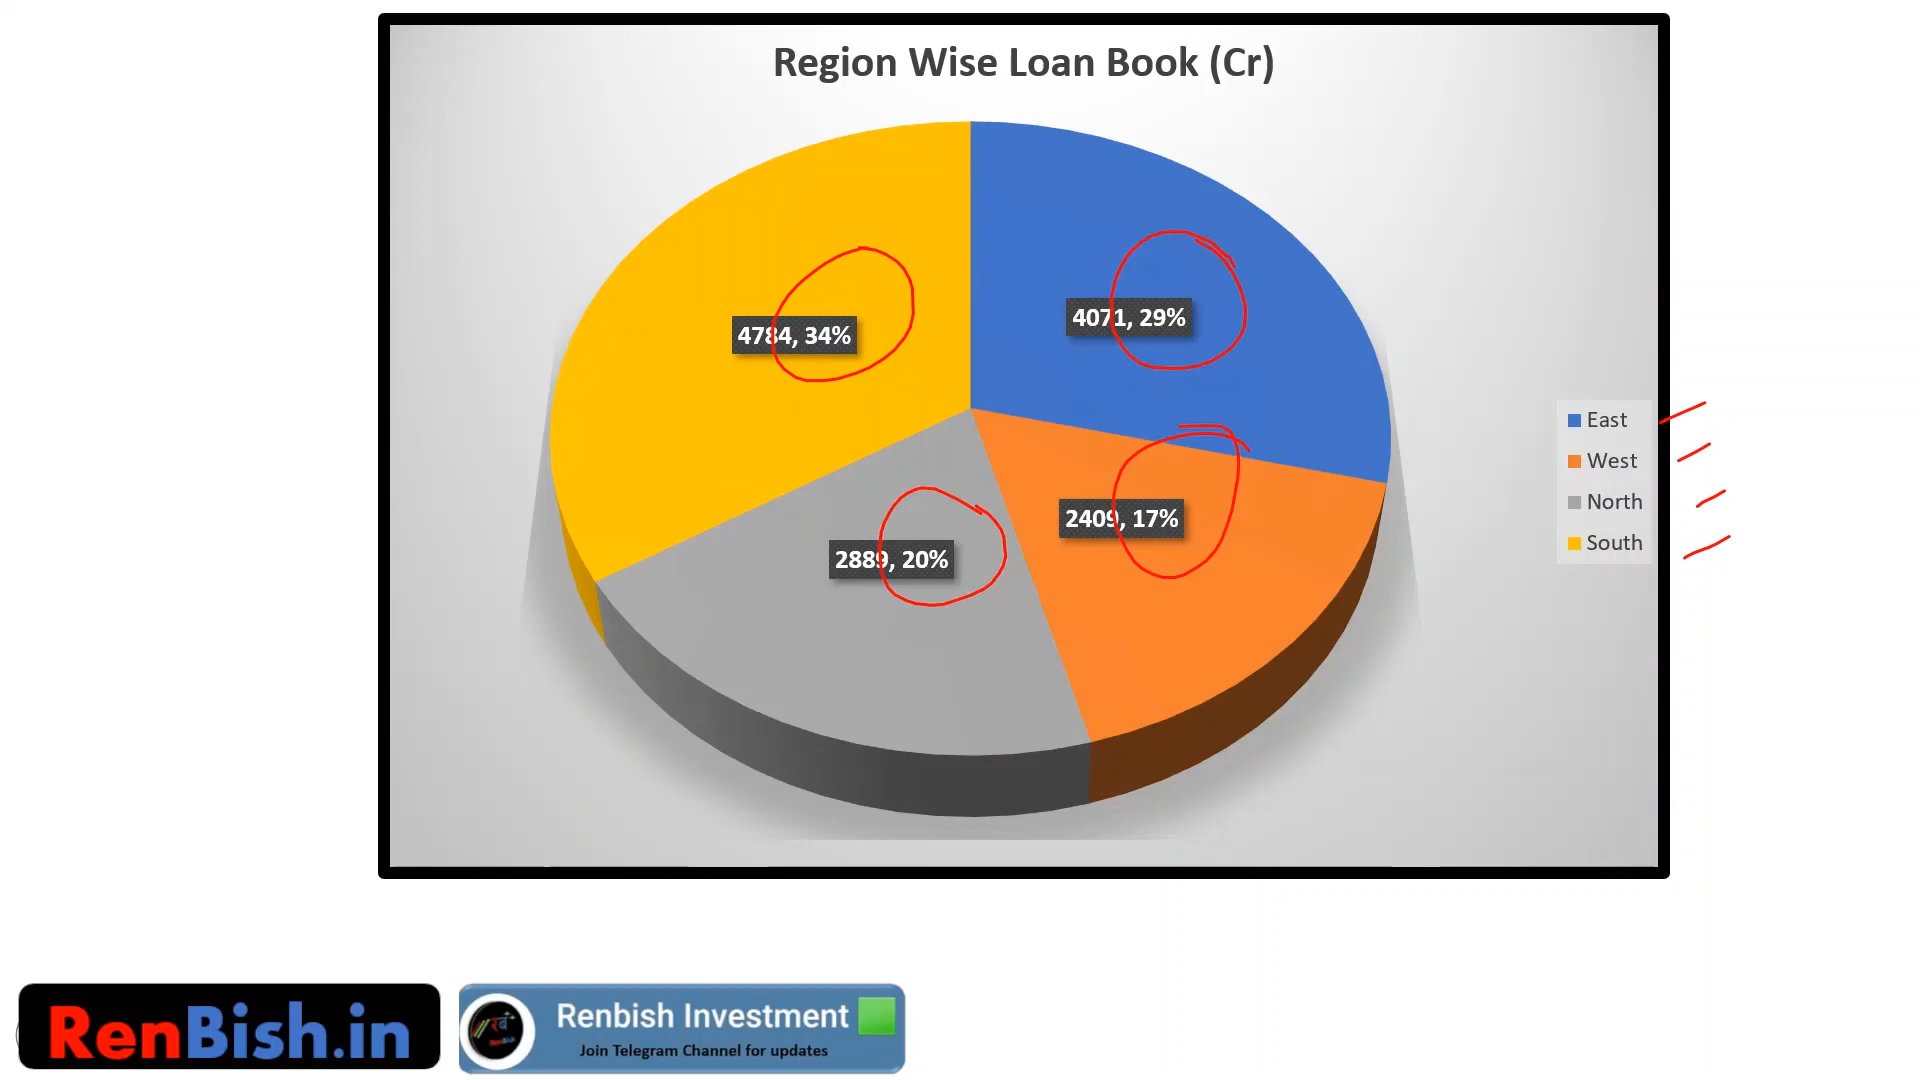 Region Wise Loan Book (Cr)
4784, 34%
4071, 29%
2889, 20%
2409, 17%
East
West
North
South
RenBish.in
Renbish Investment
Join Telegram Channel for updates